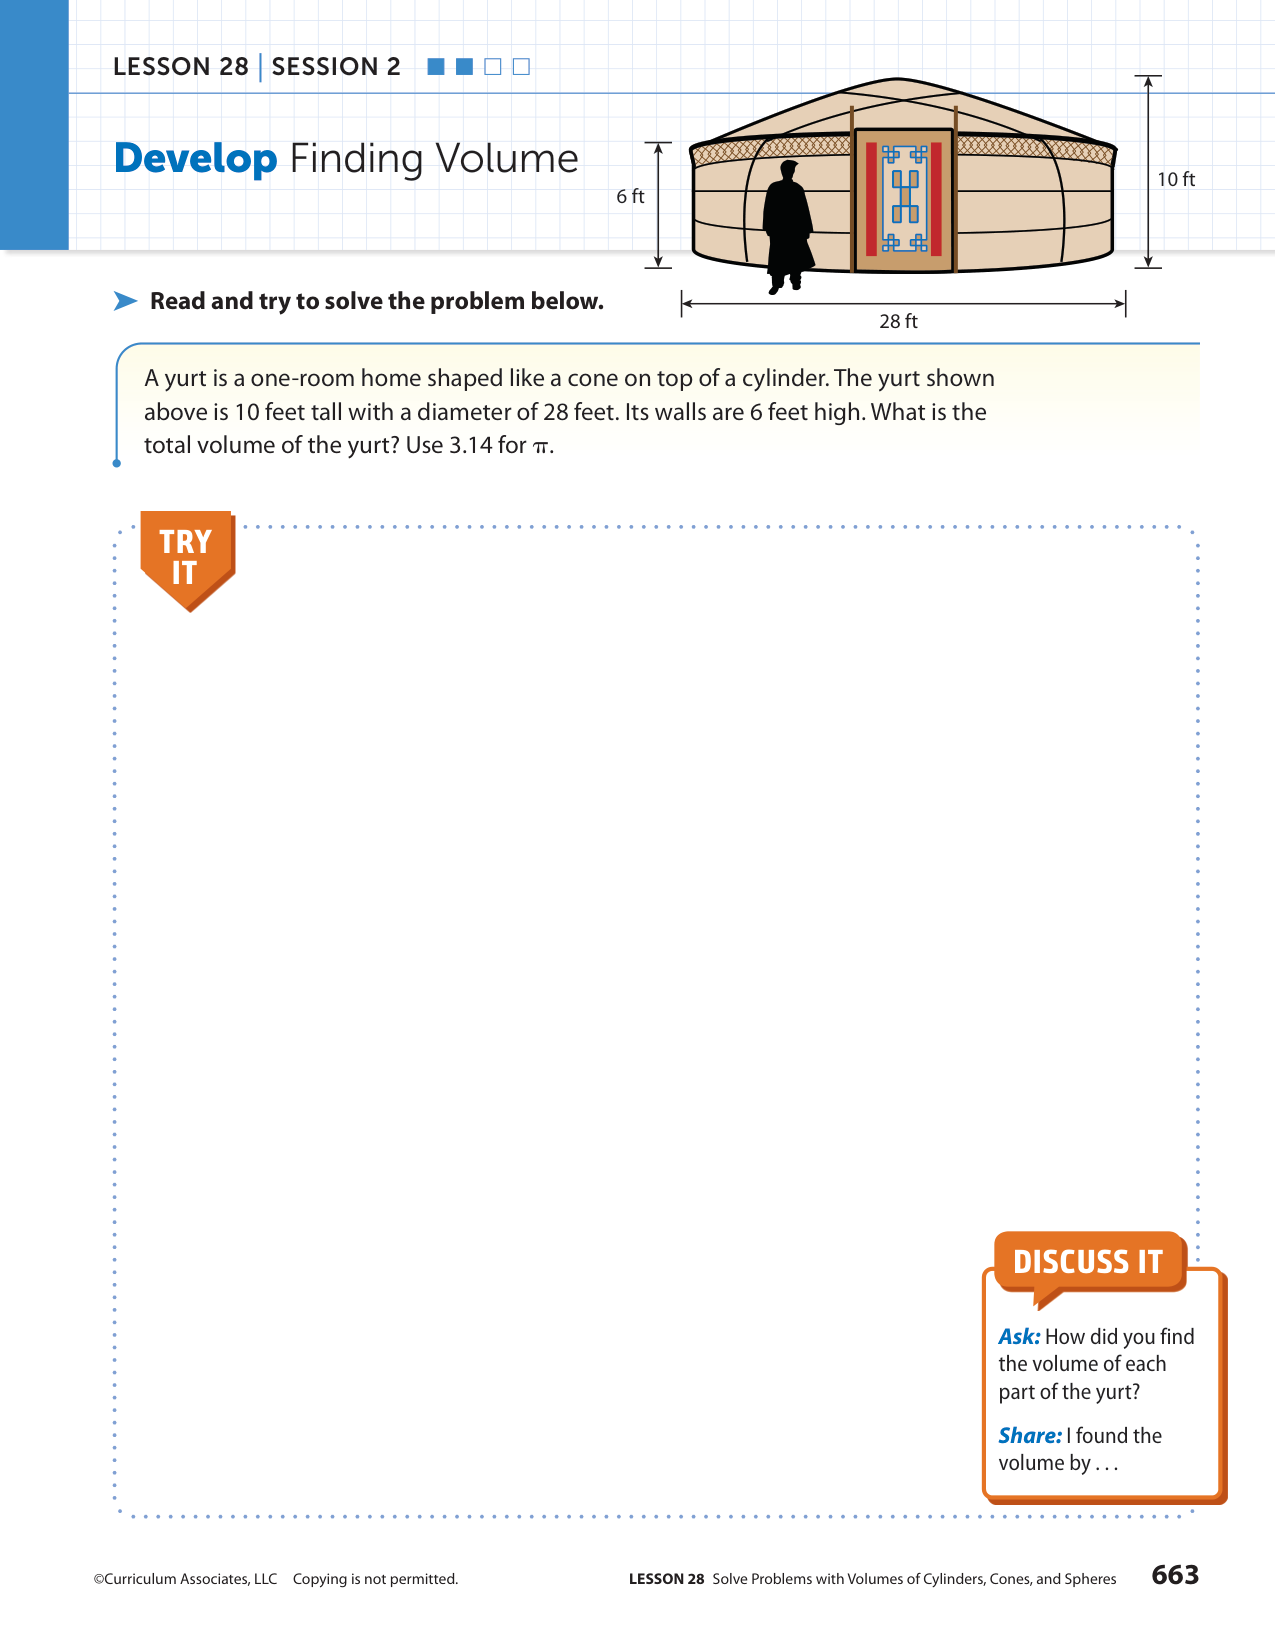 LESSON 28 | SESSION 2
Develop Finding Volume
6 ft
10 ft
28 ft
Read and try to solve the problem below.
A yurt is a one-room home shaped like a cone on top of a cylinder. The yurt shown
above is 10 feet tall with a diameter of 28 feet. Its walls are 6 feet high. What is the
total volume of the yurt? Use 3.14 for π.
TRY
IT
DISCUSS IT
Ask: How did you find
the volume of each
part of the yurt?
Share: I found the
volume by . . .
©Curriculum Associates, LLC Copying is not permitted.
LESSON 28 Solve Problems with Volumes of Cylinders, Cones, and Spheres
663